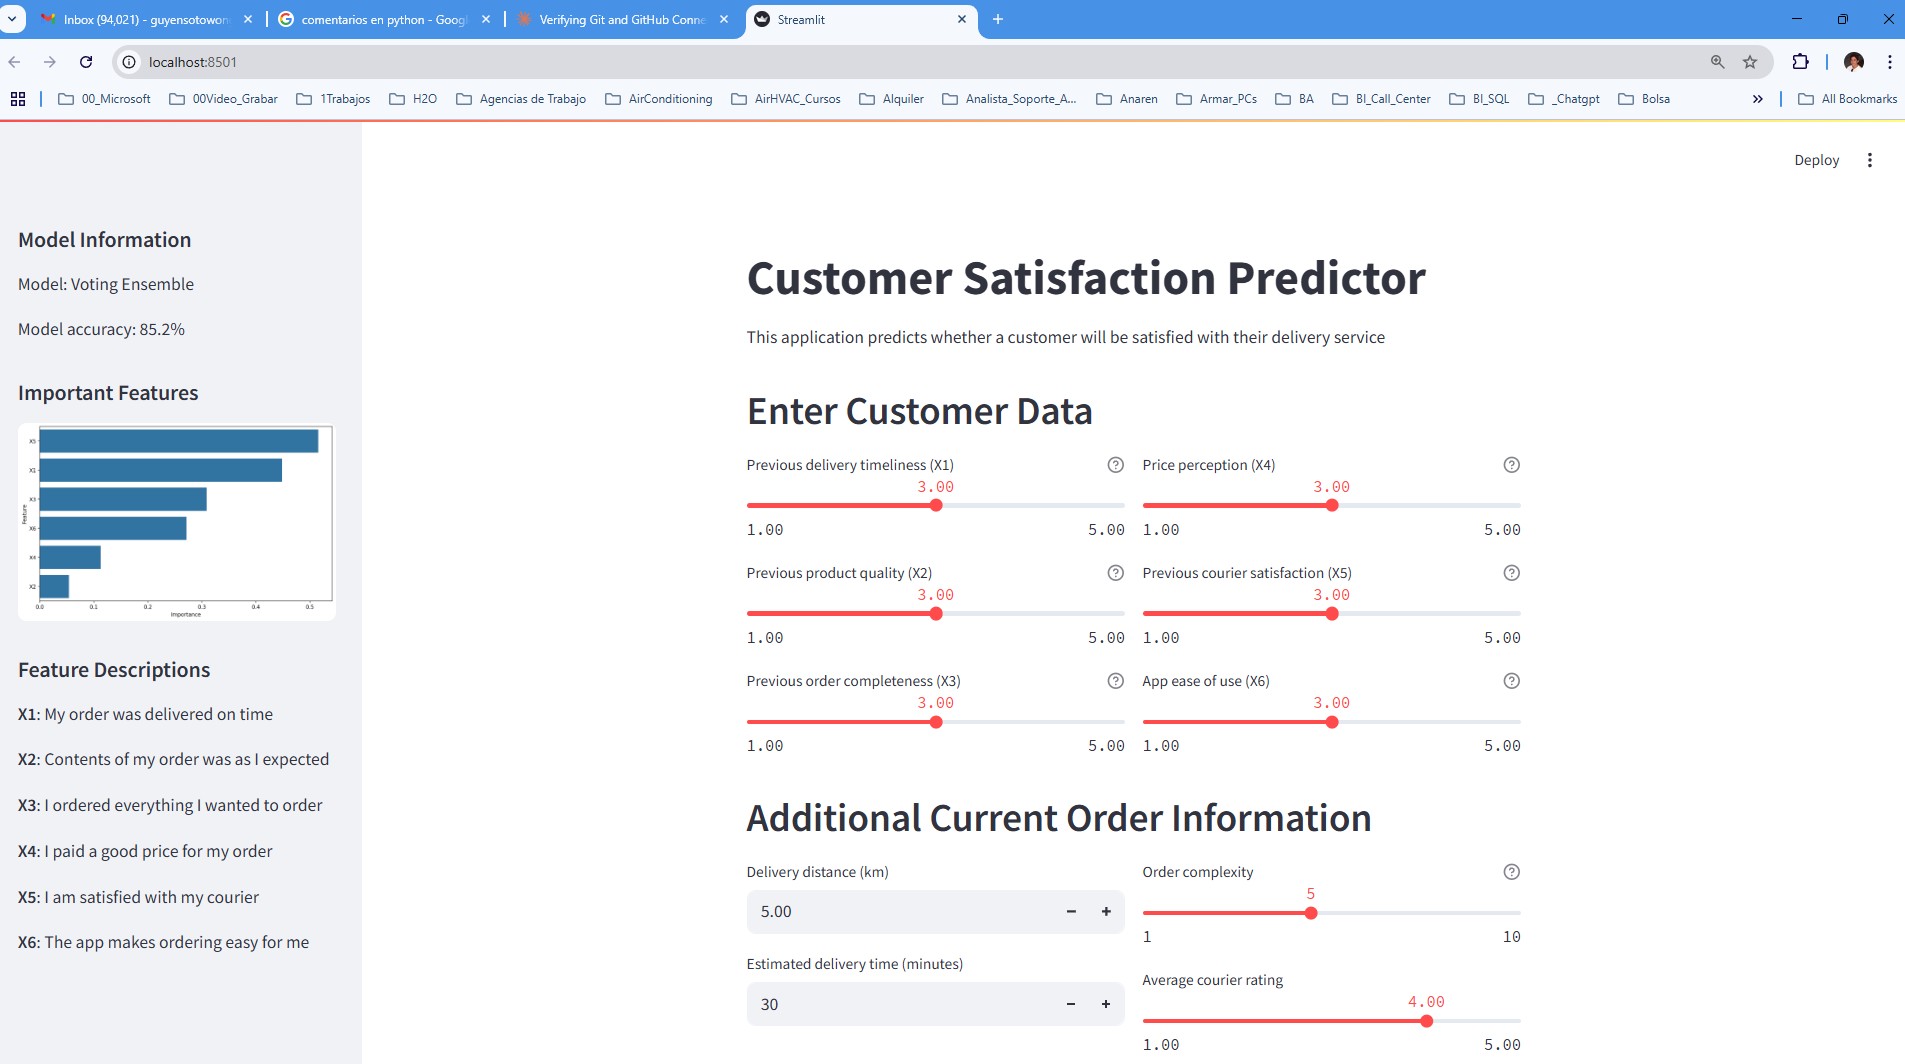 Inbox (94,021) - guyensotowon
comentarios en python - Googl
Verifying Git and GitHub Conne
Streamlit
localhost:8501
00_Microsoft
00Video_Grabar
1Trabajos
H2O
Agencias de Trabajo
AirConditioning
AirHVAC_Cursos
Alquiler
Analista_Soporte_A...
Anaren
Armar_PCs
BA
BI_Call_Center
BI_SQL
_Chatgpt
Bolsa
All Bookmarks
Deploy
Model Information
Model: Voting Ensemble
Model accuracy: 85.2%
Important Features
Feature
X5
X1
X3
X6
X4
X2
0.0 0.1 0.2 0.3 0.4 0.5
Importance
Feature Descriptions
X1: My order was delivered on time
X2: Contents of my order was as I expected
X3: I ordered everything I wanted to order
X4: I paid a good price for my order
X5: I am satisfied with my courier
X6: The app makes ordering easy for me
Customer Satisfaction Predictor
This application predicts whether a customer will be satisfied with their delivery service
Enter Customer Data
Previous delivery timeliness (X1)
3.00
1.00 5.00
Previous product quality (X2)
3.00
1.00 5.00
Previous order completeness (X3)
3.00
1.00 5.00
Price perception (X4)
3.00
1.00 5.00
Previous courier satisfaction (X5)
3.00
1.00 5.00
App ease of use (X6)
3.00
1.00 5.00
Additional Current Order Information
Delivery distance (km)
5.00
Estimated delivery time (minutes)
30
Order complexity
5
1 10
Average courier rating
4.00
1.00 5.00